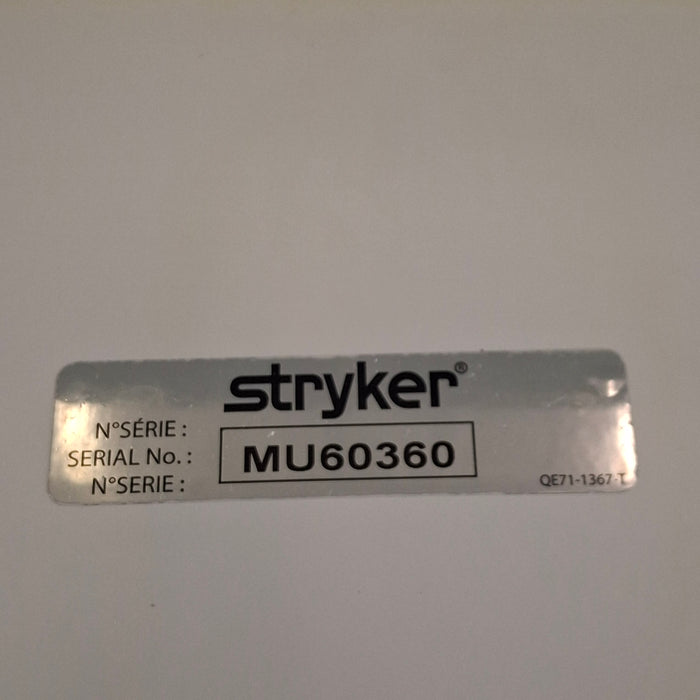 stryker®
N°SÉRIE :
SERIAL No. : MU60360
N°SERIE :
QE71-1367-T